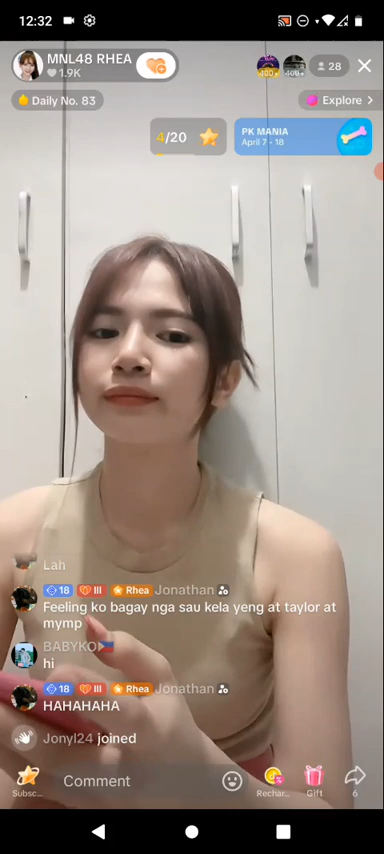 12:32
MNL48 RHEA
1.9K
400+
400+
28
Daily No. 83
Explore >
4/20
PK MANIA
April 7 - 18
Lah
18 III Rhea Jonathan
Feeling ko bagay nga sau kela yeng at taylor at
mymp
BABYKO
hi
18 III Rhea Jonathan
HAHAHAHA
Jonyl24 joined
Subsc...
Comment
Rechar...
Gift
6